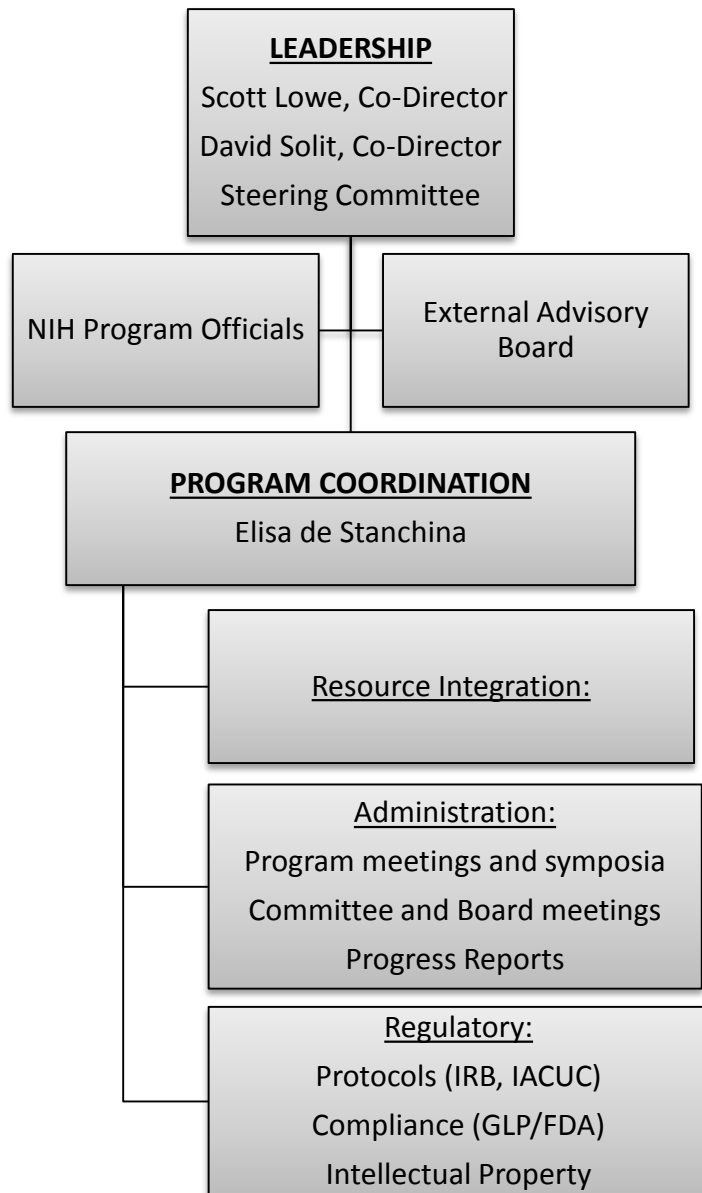 LEADERSHIP
Scott Lowe, Co-Director
David Solit, Co-Director
Steering Committee
NIH Program Officials
External Advisory
Board
PROGRAM COORDINATION
Elisa de Stanchina
Resource Integration:
Administration:
Program meetings and symposia
Committee and Board meetings
Progress Reports
Regulatory:
Protocols (IRB, IACUC)
Compliance (GLP/FDA)
Intellectual Property